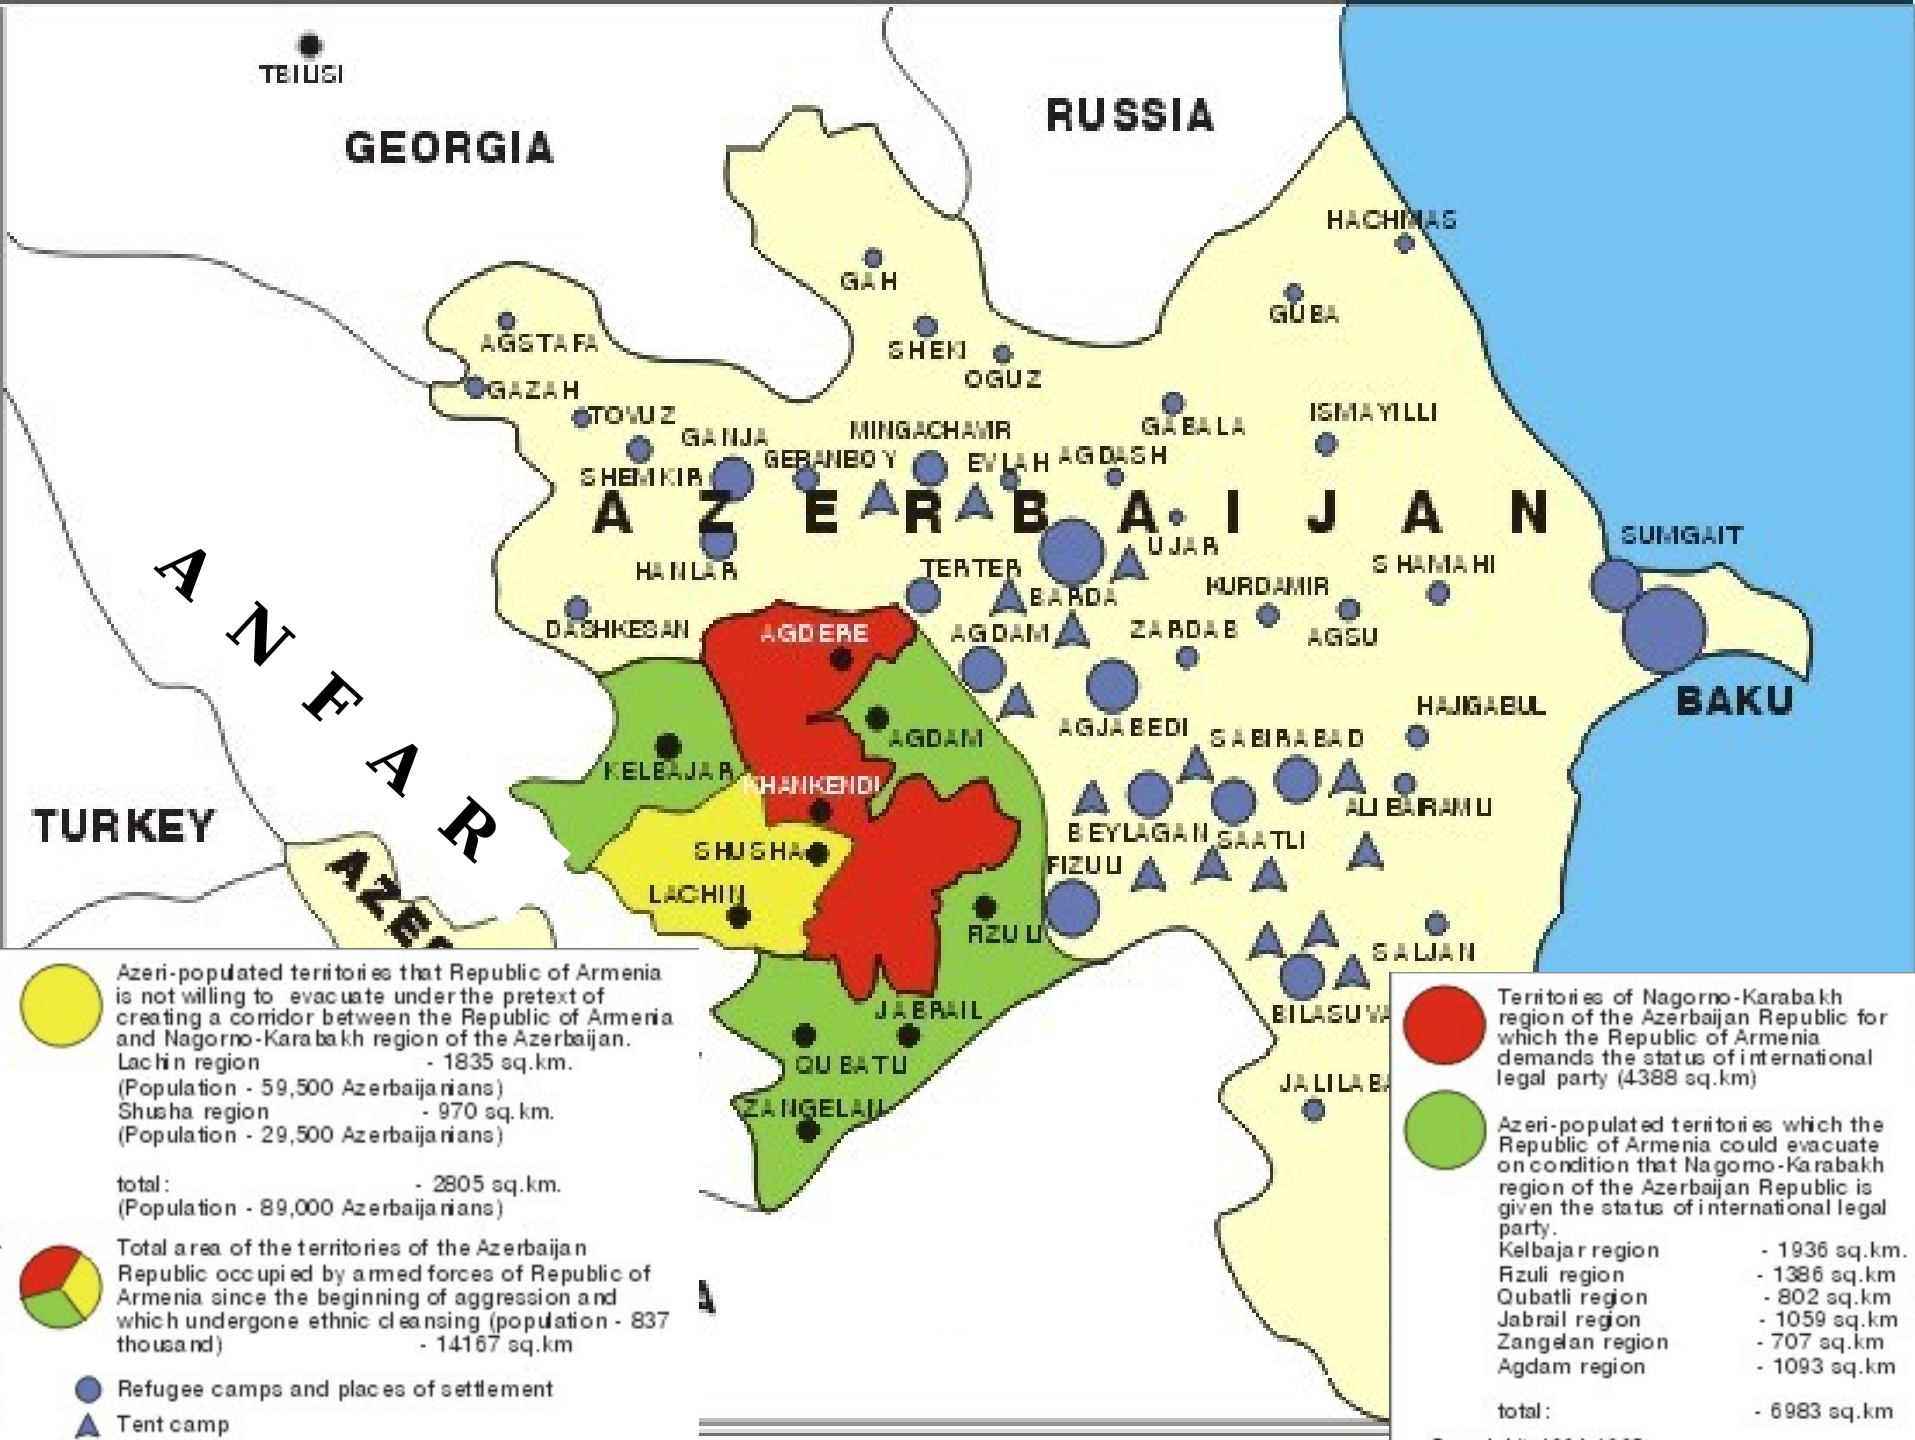 TBILISI
GEORGIA
RUSSIA
HACHMAS
GAH
GUBA
AGSTAFA
SHEKI
OGUZ
GAZAH
TOVUZ
ISMAYILLI
GANJA
MINGACHAVIR
GABALA
GERANBOY
EVLAH
AGDASH
SHEMKIR
AZERBAIJAN
SUMGAIT
UJAR
HANLAR
TERTER
SHAMAHI
BARDA
KURDAMIR
DASHKESAN
AGDERE
AGDAM
ZARDAB
AGSU
BAKU
HAJIGABUL
AGDAM
AGJABEDI
SABIRABAD
KELBAJAR
KHANKENDI
ALI BAIRAMLI
TURKEY
ANFAR
BEYLAGAN
SAATLI
SHUSHA
FIZULI
LACHIN
AZE
FIZULI
SALJAN
JABRAIL
BILASUVA
QUBATLI
JALILABA
ZANGELAN
A
Azeri-populated territories that Republic of Armenia
is not willing to evacuate under the pretext of
creating a corridor between the Republic of Armenia
and Nagorno-Karabakh region of the Azerbaijan.
Lachin region - 1835 sq.km.
(Population - 59,500 Azerbaijanians)
Shusha region - 970 sq.km.
(Population - 29,500 Azerbaijanians)
total: - 2805 sq.km.
(Population - 89,000 Azerbaijanians)
Total area of the territories of the Azerbaijan
Republic occupied by armed forces of Republic of
Armenia since the beginning of aggression and
which undergone ethnic cleansing (population - 837
thousand) - 14167 sq.km
Refugee camps and places of settlement
Tent camp
Territories of Nagorno-Karabakh
region of the Azerbaijan Republic for
which the Republic of Armenia
demands the status of international
legal party (4388 sq.km)
Azeri-populated territories which the
Republic of Armenia could evacuate
on condition that Nagorno-Karabakh
region of the Azerbaijan Republic is
given the status of international legal
party.
Kelbajar region - 1936 sq.km.
Fizuli region - 1386 sq.km
Qubatli region - 802 sq.km
Jabrail region - 1059 sq.km
Zangelan region - 707 sq.km
Agdam region - 1093 sq.km
total: - 6983 sq.km